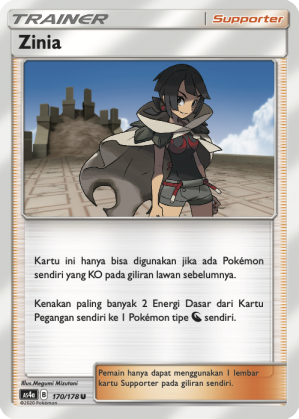 TRAINER Supporter
Zinia
Kartu ini hanya bisa digunakan jika ada Pokémon
sendiri yang KO pada giliran lawan sebelumnya.
Kenakan paling banyak 2 Energi Dasar dari Kartu
Pegangan sendiri ke 1 Pokémon tipe sendiri.
Illus. Megumi Mizutani
Pemain hanya dapat menggunakan 1 lembar
kartu Supporter pada giliran sendiri.
AS4a B 170/178 U
©2020 Pokémon